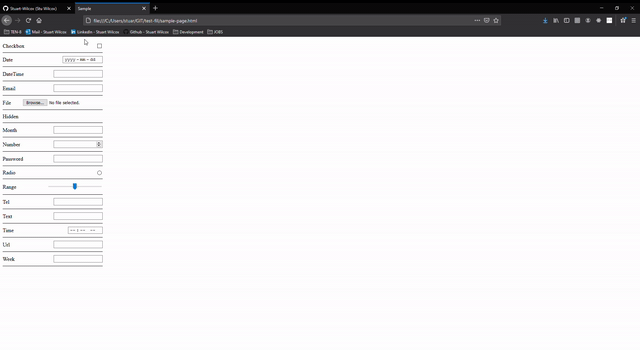 Stuart-Wilcox (Stu Wilcox)
Sample
file:///C:/Users/stuar/GIT/test-fill/sample-page.html
TEN-X Mail - Stuart Wilcox LinkedIn - Stuart Wilcox Github - Stuart Wilcox Development JOBS
Checkbox
Date yyyy - mm - dd
DateTime
Email
File Browse... No file selected.
Hidden
Month
Number
Password
Radio
Range
Tel
Text
Time -- : -- --
Url
Week